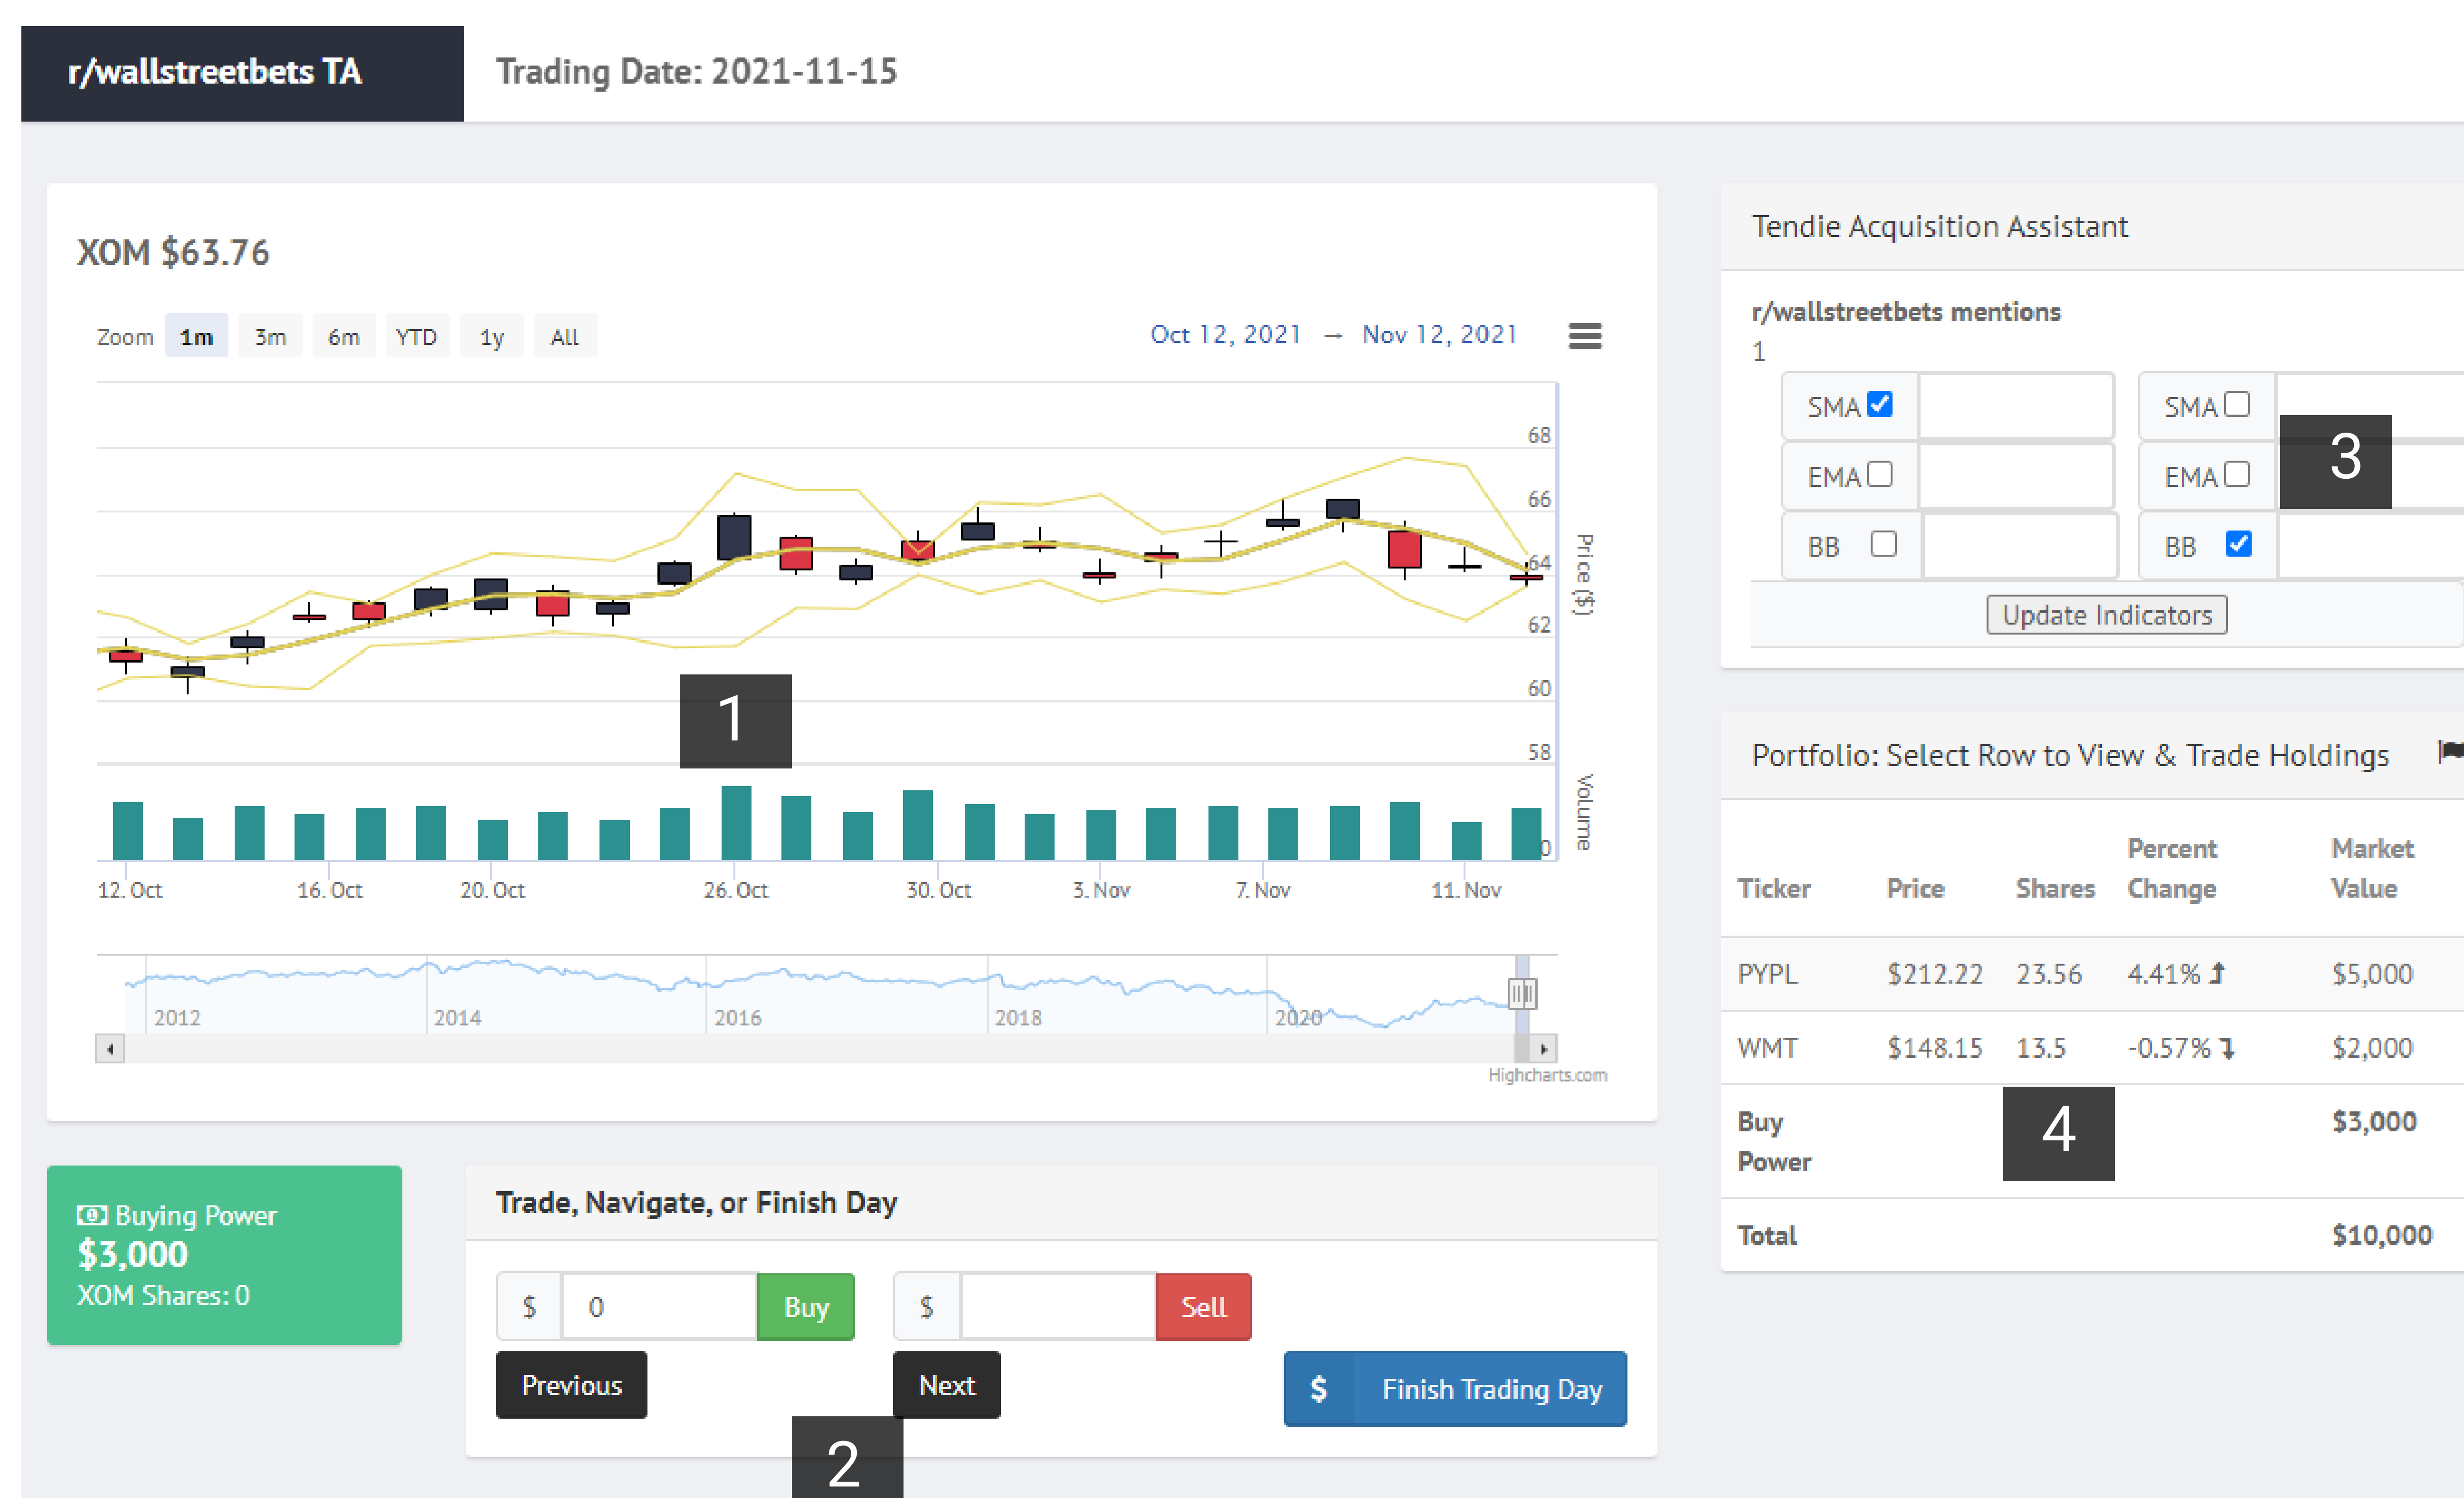 r/wallstreetbets TA
Trading Date: 2021-11-15
XOM $63.76
Zoom 1m 3m 6m YTD 1y All
Oct 12, 2021 → Nov 12, 2021
68
66
64
62
60
58
Price ($)
1
Volume
0
12. Oct 16. Oct 20. Oct 26. Oct 30. Oct 3. Nov 7. Nov 11. Nov
2012 2014 2016 2018 2020
Highcharts.com
Buying Power
$3,000
XOM Shares: 0
Trade, Navigate, or Finish Day
$ 0 Buy $ Sell
Previous Next $ Finish Trading Day
2
Tendie Acquisition Assistant
r/wallstreetbets mentions
1
SMA SMA
EMA EMA
3
BB BB
Update Indicators
Portfolio: Select Row to View & Trade Holdings
Ticker Price Shares Percent Change Market Value
PYPL $212.22 23.56 4.41% $5,000
WMT $148.15 13.5 -0.57% $2,000
Buy Power $3,000
4
Total $10,000